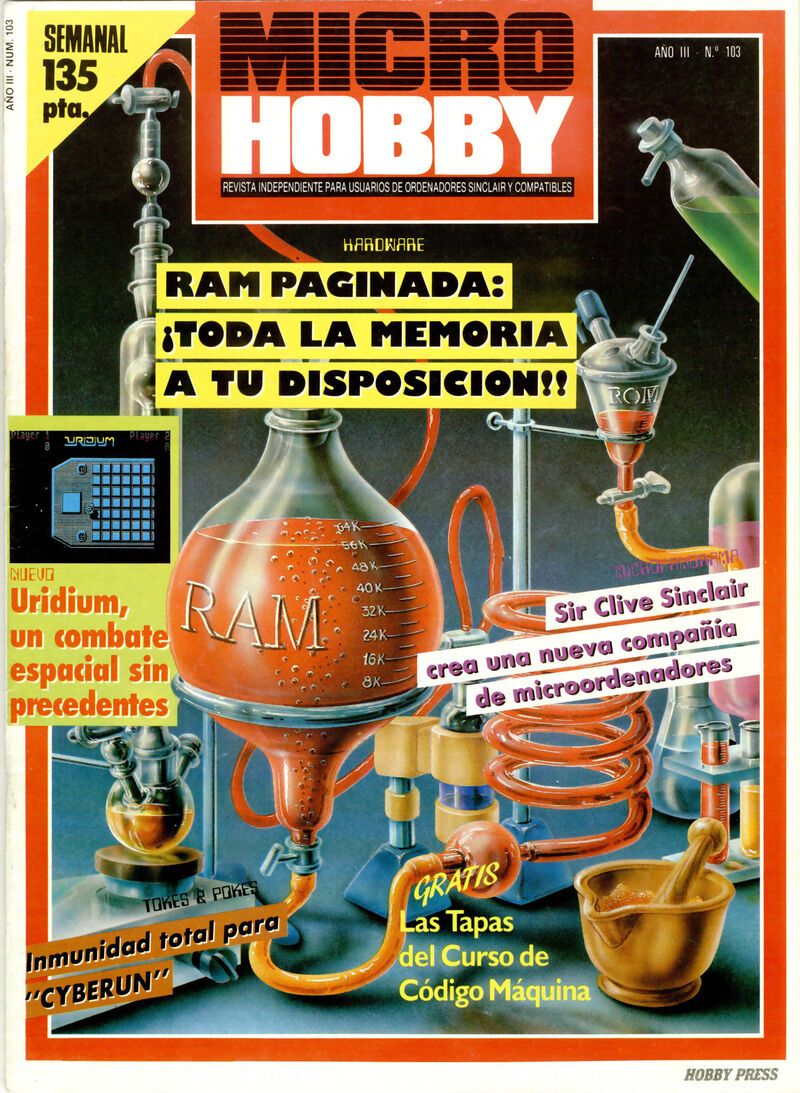 AÑO III - NUM. 103
SEMANAL
135
pta.
MICRO
HOBBY
REVISTA INDEPENDIENTE PARA USUARIOS DE ORDENADORES SINCLAIR Y COMPATIBLES
AÑO III · N.º 103
HARDWARE
RAM PAGINADA:
¡TODA LA MEMORIA
A TU DISPOSICION!!
ROM
Player 1
URIDIUM
Player 2
0
0
NUEVO
Uridium,
un combate
espacial sin
precedentes
RAM
64K
56K
48K
40K
32K
24K
16K
8K
MICROPANORAMA
Sir Clive Sinclair
crea una nueva compañía
de microordenadores
TOKES & POKES
Inmunidad total para
"CYBERUN"
GRATIS
Las Tapas
del Curso de
Código Máquina
HOBBY PRESS